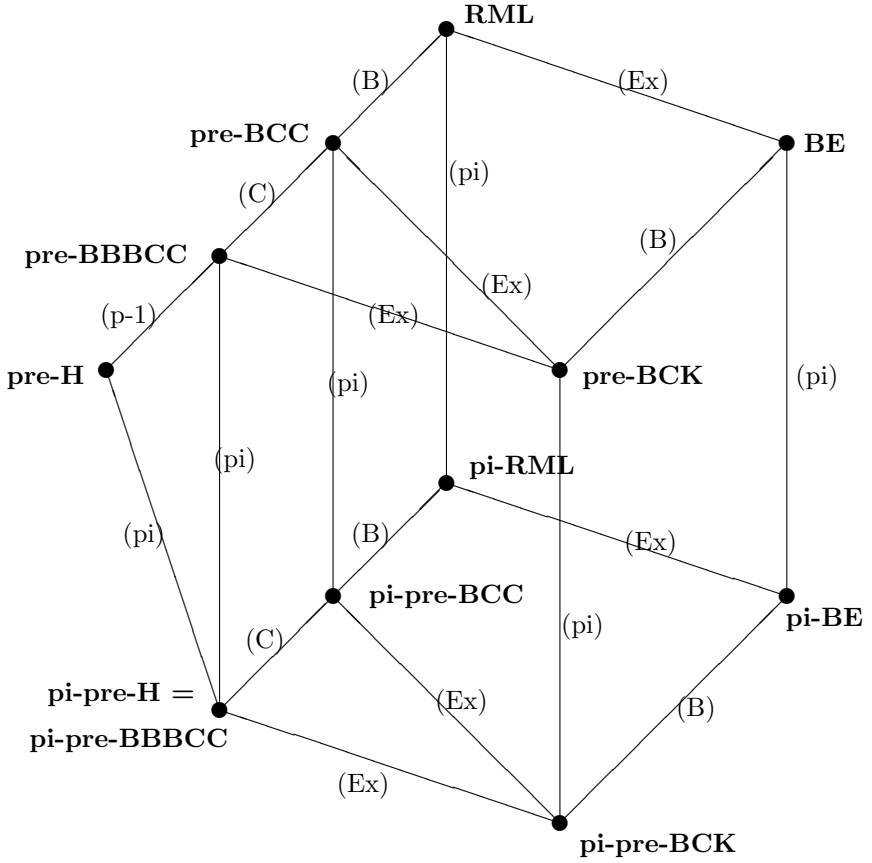 RML
(B)
(Ex)
pre-BCC
BE
(pi)
(C)
(B)
pre-BBBCC
(Ex)
(p-1)
(Ex)
pre-H
pre-BCK
(pi)
(pi)
(pi)
pi-RML
(pi)
(B)
(Ex)
pi-pre-BCC
pi-BE
(pi)
(C)
pi-pre-H =
(Ex)
(B)
pi-pre-BBBCC
(Ex)
pi-pre-BCK